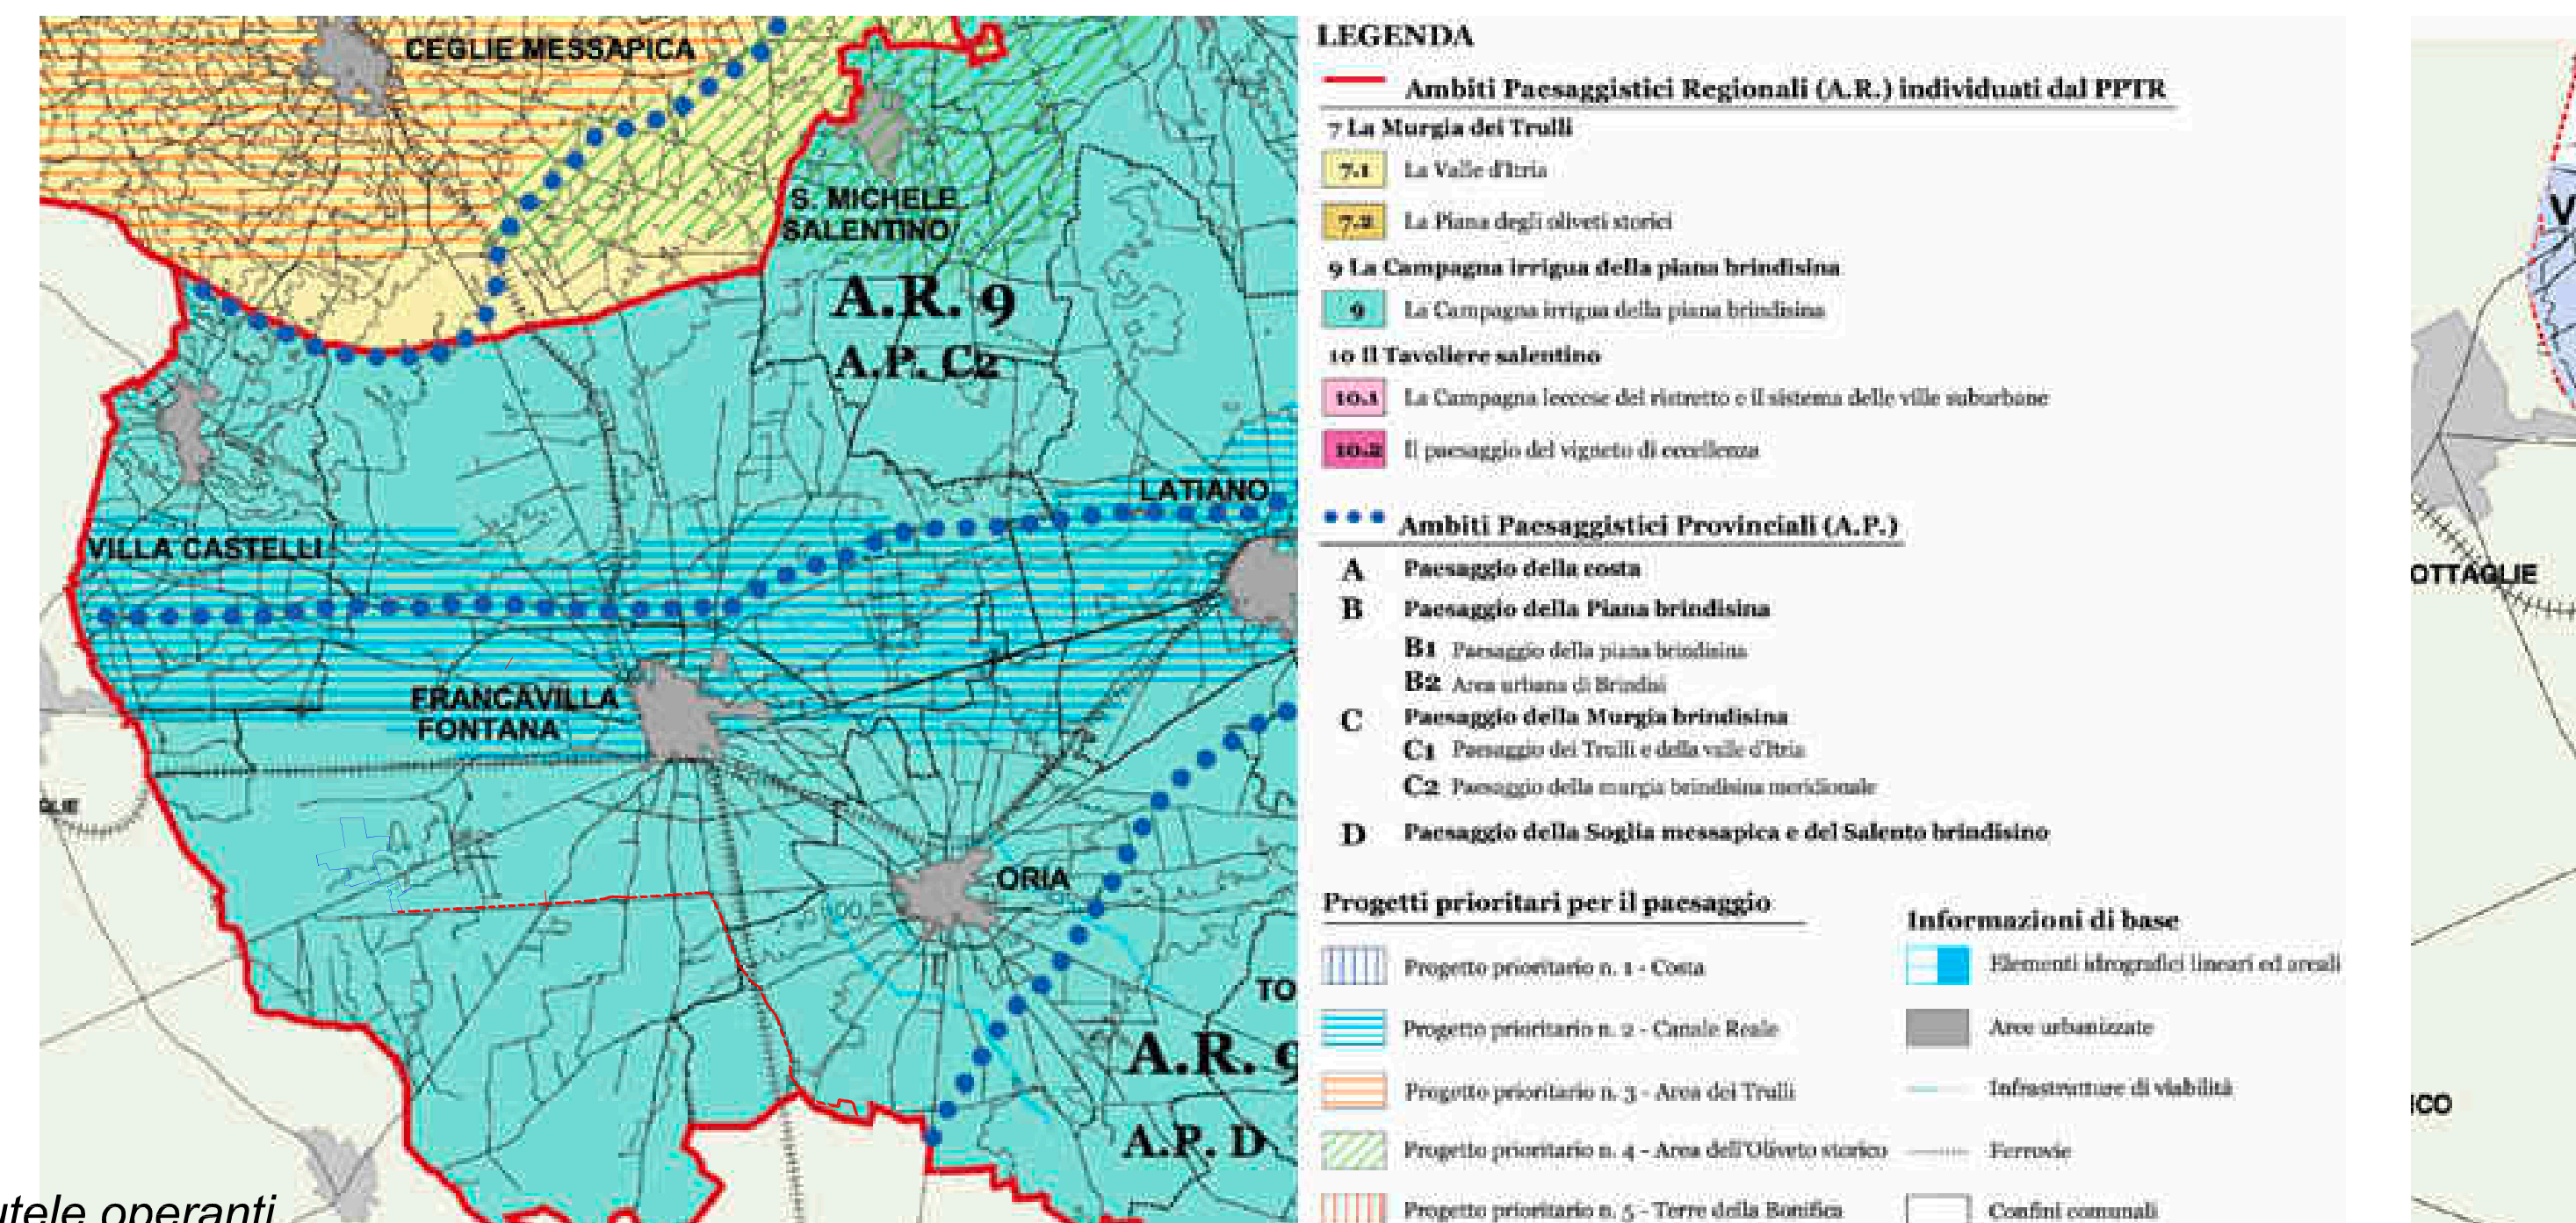 CEGLIE MESSAPICA
S. MICHELE
SALENTINO
A.R. 9
A.P. C2
LATIANO
VILLA CASTELLI
FRANCAVILLA
FONTANA
GLIE
ORIA
TO
A.R. 9
A.P. D
utele operanti
LEGENDA
Ambiti Paesaggistici Regionali (A.R.) individuati dal PPTR
7 La Murgia dei Trulli
7.1 La Valle d'Itria
7.2 La Piana degli oliveti storici
9 La Campagna irrigua della piana brindisina
9 La Campagna irrigua della piana brindisina
10 Il Tavoliere salentino
10.1 La Campagna leccese del ristretto e il sistema delle ville suburbane
10.2 Il paesaggio del vigneto di eccellenza
Ambiti Paesaggistici Provinciali (A.P.)
A Paesaggio della costa
B Paesaggio della Piana brindisina
B1 Paesaggio della piana brindisina
B2 Area urbana di Brindisi
C Paesaggio della Murgia brindisina
C1 Paesaggio dei Trulli e della valle d'Itria
C2 Paesaggio della murgia brindisina meridionale
D Paesaggio della Soglia messapica e del Salento brindisino
Progetti prioritari per il paesaggio
Progetto prioritario n. 1 - Costa
Progetto prioritario n. 2 - Canale Reale
Progetto prioritario n. 3 - Area dei Trulli
Progetto prioritario n. 4 - Area dell'Oliveto storico
Progetto prioritario n. 5 - Terre della Bonifica
Informazioni di base
Elementi idrografici lineari ed areali
Aree urbanizzate
Infrastrutture di viabilità
Ferrovie
Confini comunali
V
OTTAGLIE
ICO